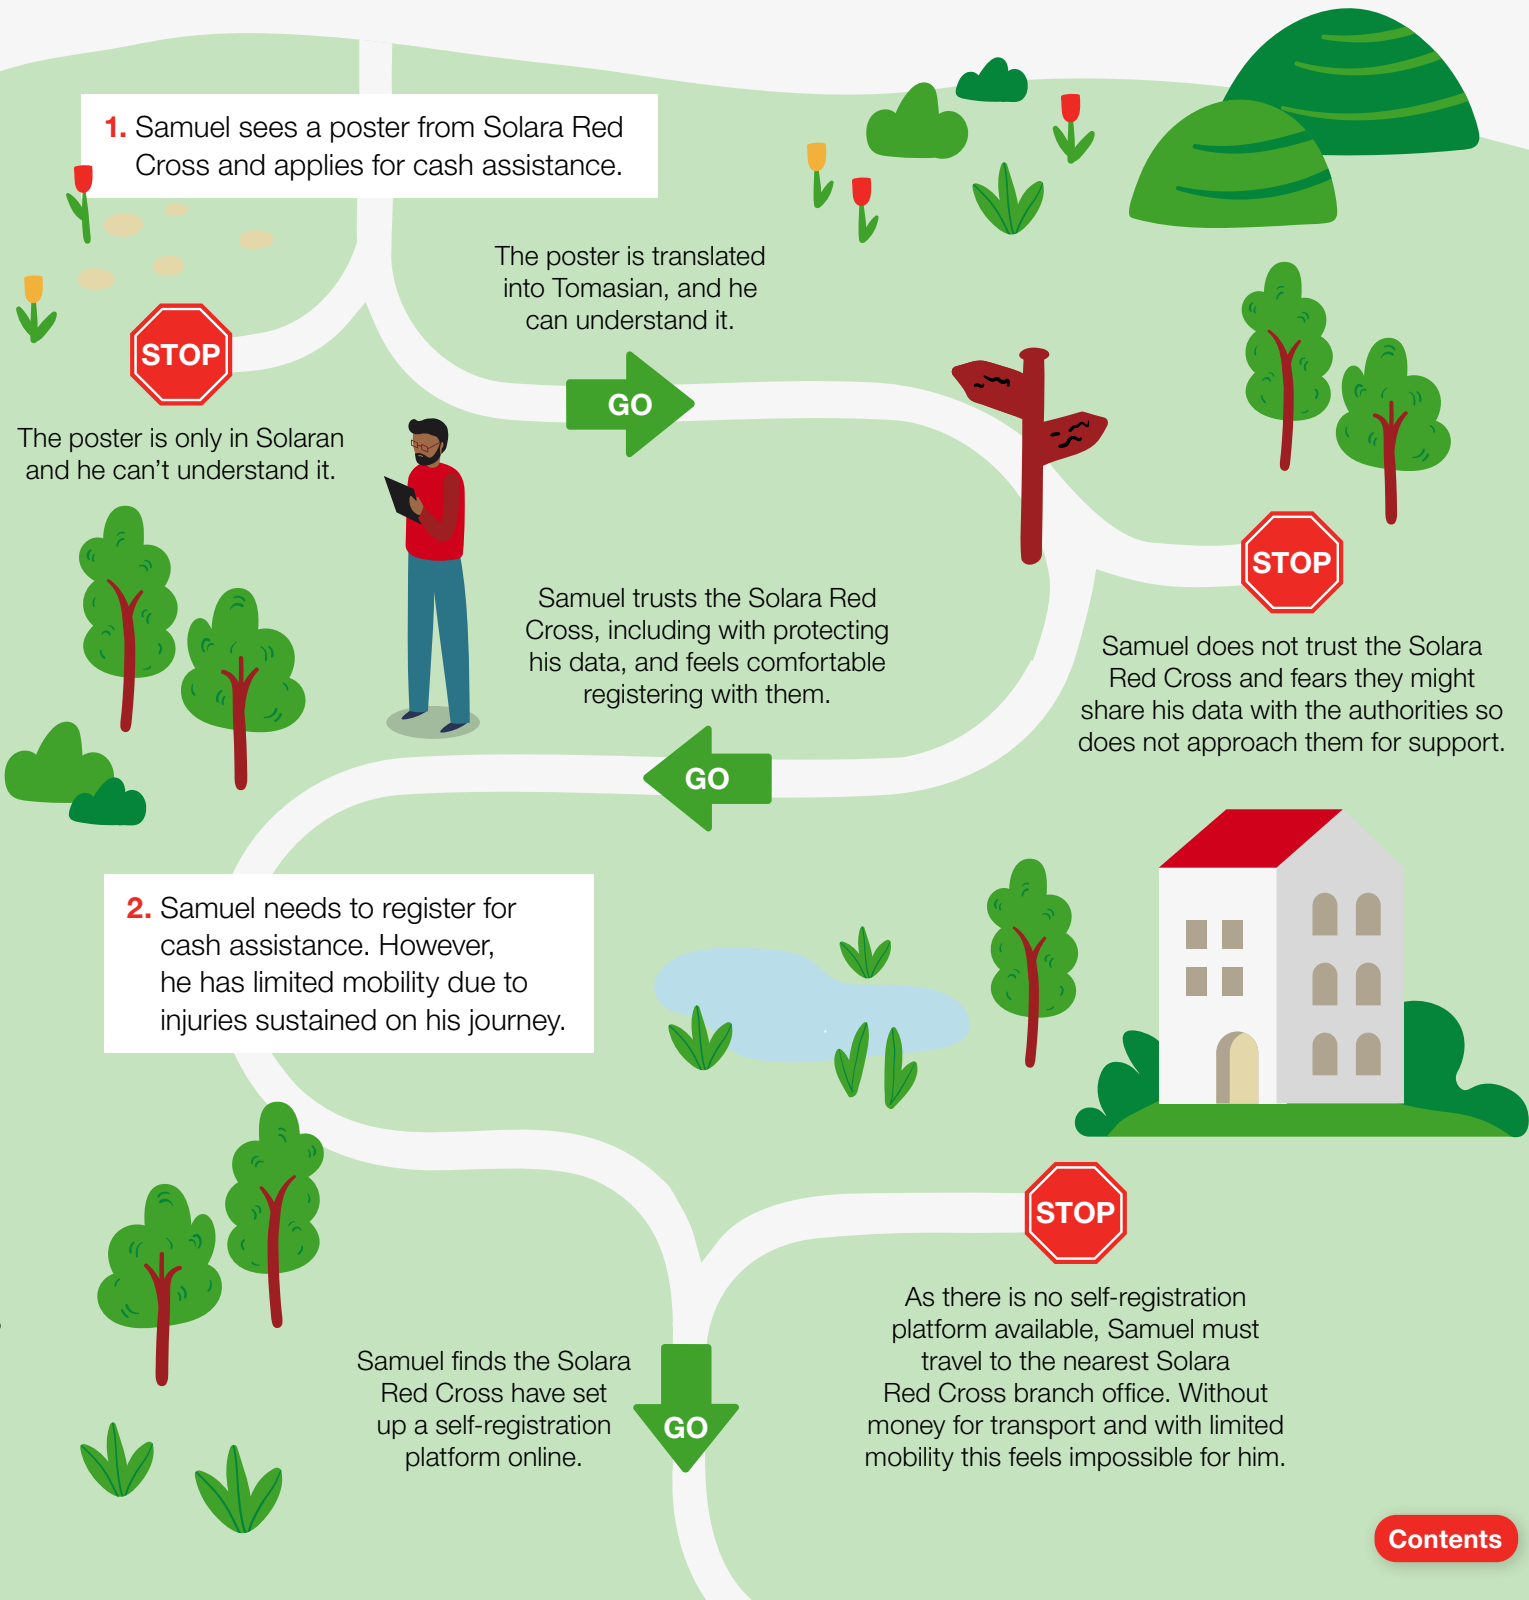 1. Samuel sees a poster from Solara Red
Cross and applies for cash assistance.
The poster is translated
into Tomasian, and he
can understand it.
STOP
GO
The poster is only in Solaran
and he can't understand it.
STOP
Samuel trusts the Solara Red
Cross, including with protecting
his data, and feels comfortable
registering with them.
Samuel does not trust the Solara
Red Cross and fears they might
share his data with the authorities so
does not approach them for support.
GO
2. Samuel needs to register for
cash assistance. However,
he has limited mobility due to
injuries sustained on his journey.
STOP
As there is no self-registration
platform available, Samuel must
travel to the nearest Solara
Red Cross branch office. Without
money for transport and with limited
mobility this feels impossible for him.
Samuel finds the Solara
Red Cross have set
up a self-registration
platform online.
GO
Contents